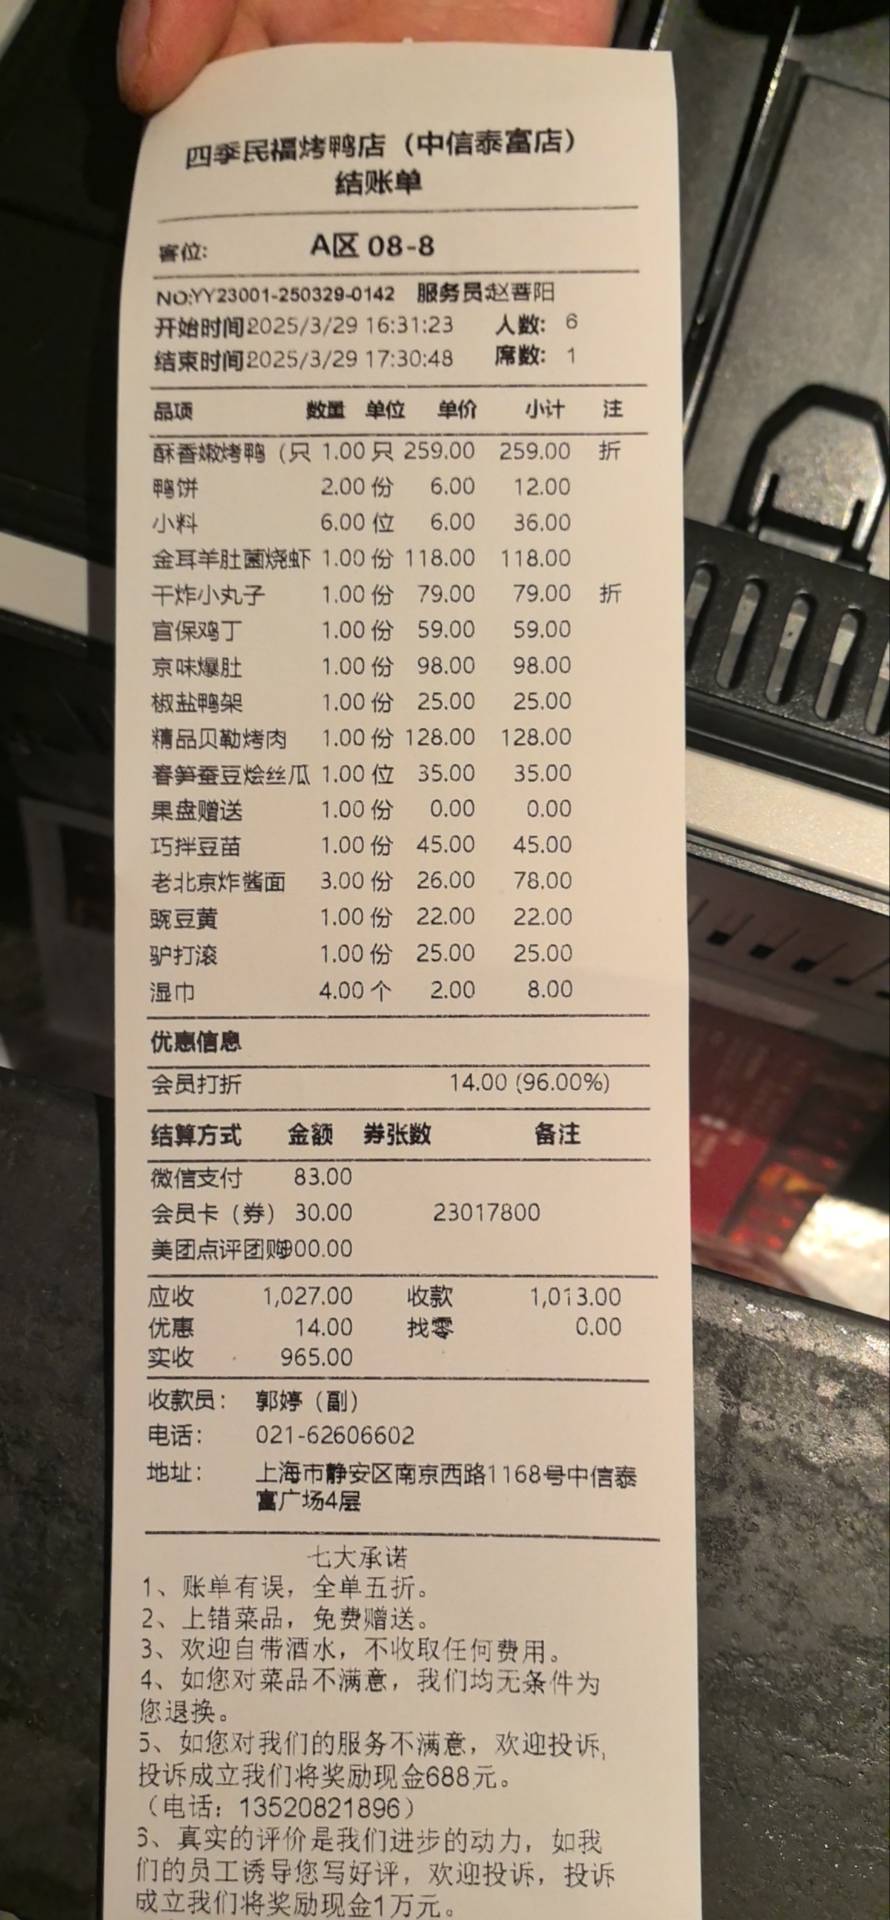 四季民福烤鸭店（中信泰富店）
结账单
客位: A区 08-8
NO:YY23001-250329-0142 服务员:赵菩阳
开始时间2025/3/29 16:31:23 人数: 6
结束时间2025/3/29 17:30:48 席数: 1
品项 数量 单位 单价 小计 注
酥香嫩烤鸭（只 1.00 只 259.00 259.00 折
鸭饼 2.00 份 6.00 12.00
小料 6.00 位 6.00 36.00
金耳羊肚菌烧虾 1.00 份 118.00 118.00
干炸小丸子 1.00 份 79.00 79.00 折
宫保鸡丁 1.00 份 59.00 59.00
京味爆肚 1.00 份 98.00 98.00
椒盐鸭架 1.00 份 25.00 25.00
精品贝勒烤肉 1.00 份 128.00 128.00
春笋蚕豆烩丝瓜 1.00 位 35.00 35.00
果盘赠送 1.00 份 0.00 0.00
巧拌豆苗 1.00 份 45.00 45.00
老北京炸酱面 3.00 份 26.00 78.00
豌豆黄 1.00 份 22.00 22.00
驴打滚 1.00 份 25.00 25.00
湿巾 4.00 个 2.00 8.00
优惠信息
会员打折 14.00 (96.00%)
结算方式 金额 券张数 备注
微信支付 83.00
会员卡（券） 30.00 23017800
美团点评团购900.00
应收 1,027.00 收款 1,013.00
优惠 14.00 找零 0.00
实收 965.00
收款员： 郭婷（副）
电话： 021-62606602
地址： 上海市静安区南京西路1168号中信泰
富广场4层
七大承诺
1、账单有误，全单五折。
2、上错菜品，免费赠送。
3、欢迎自带酒水，不收取任何费用。
4、如您对菜品不满意，我们均无条件为
您退换。
5、如您对我们的服务不满意，欢迎投诉,
投诉成立我们将奖励现金688元。
（电话：13520821896）
6、真实的评价是我们进步的动力，如我
们的员工诱导您写好评，欢迎投诉，投诉
成立我们将奖励现金1万元。